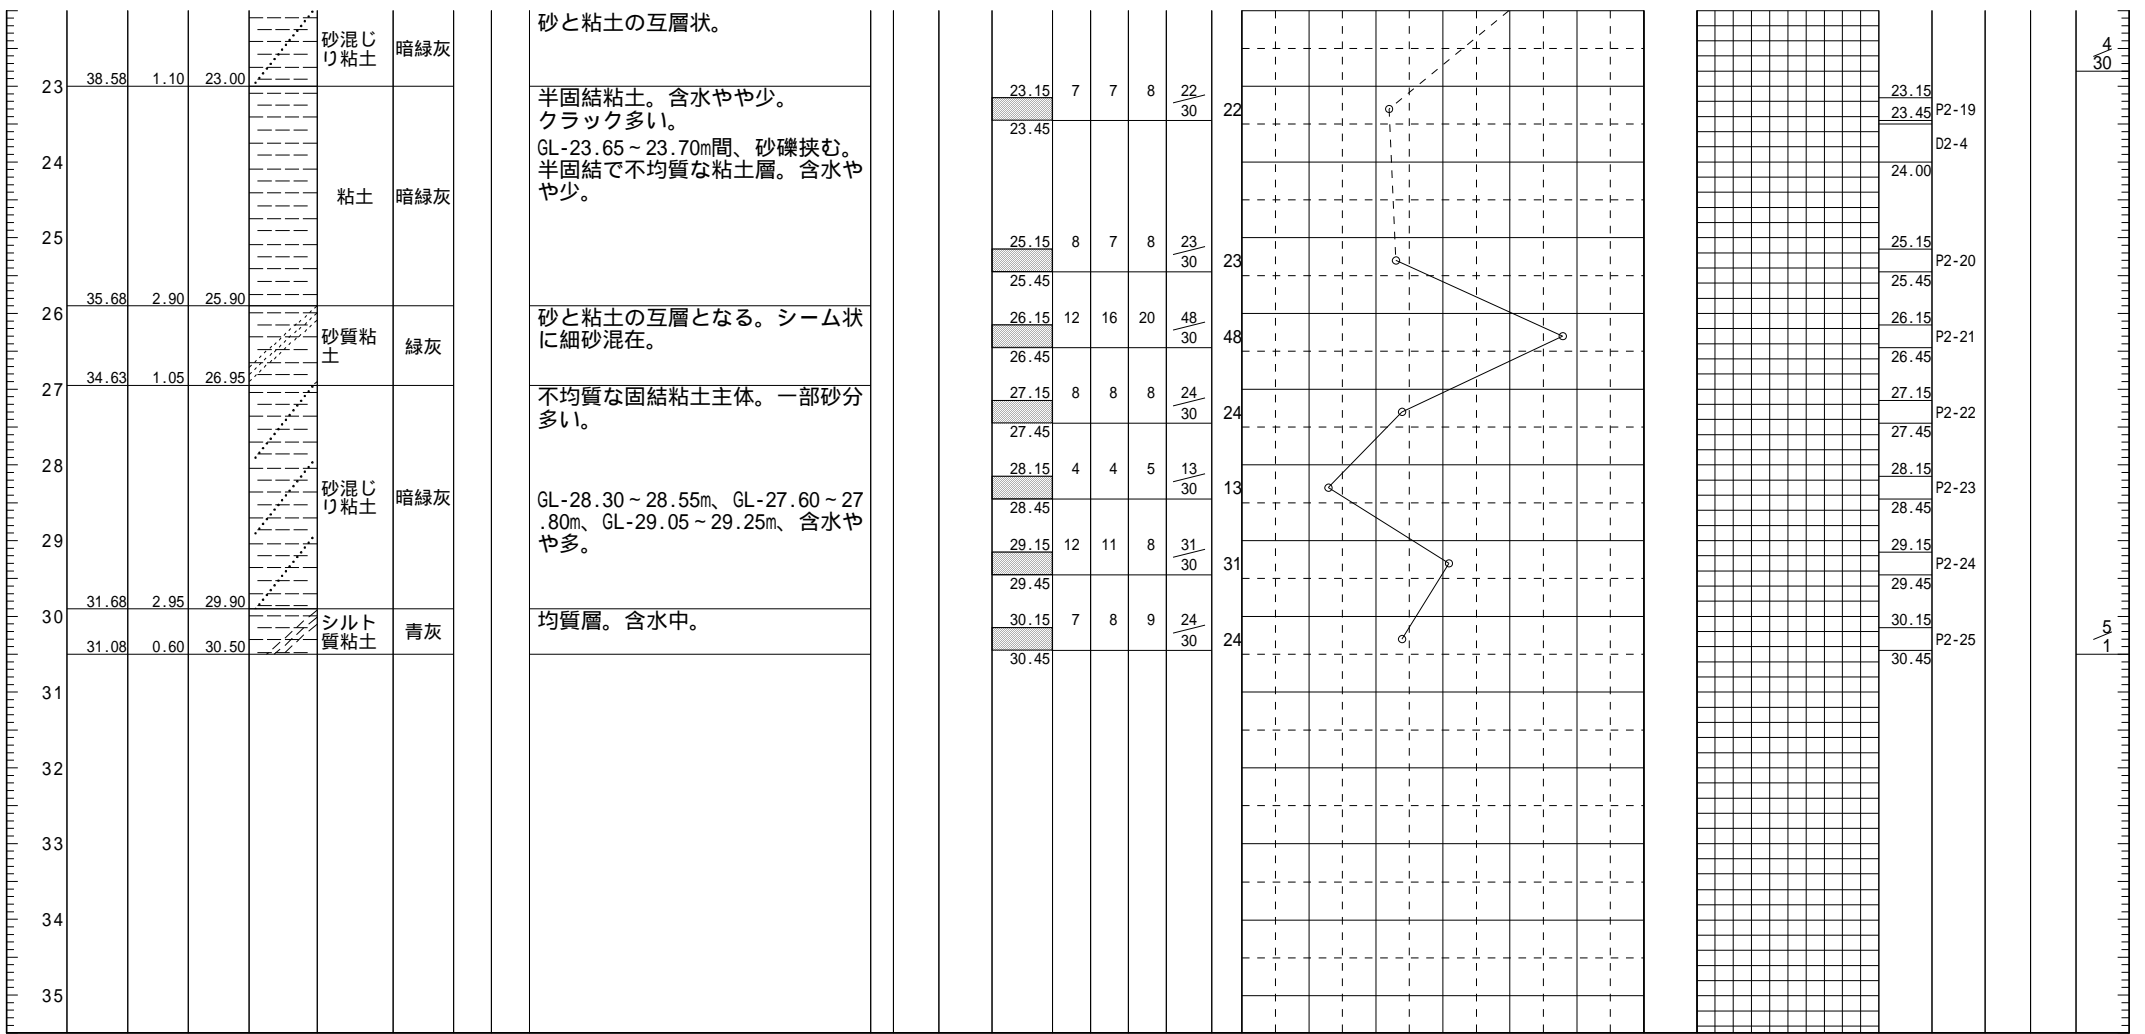 砂と粘土の互層状。
砂混じ
り粘土
暗緑灰
4
30
38.58 1.10 23.00
23
半固結粘土。含水やや少。
クラック多い。
GL-23.65~23.70m間、砂礫挟む。
半固結で不均質な粘土層。含水や
や少。
23.15 7 7 8 22
30
22
23.45
23.15
23.45 P2-19
D2-4
24
24.00
粘土
暗緑灰
25
25.15 8 7 8 23
30
23
25.45
25.15
P2-20
25.45
35.68 2.90 25.90
26
砂と粘土の互層となる。シーム状
に細砂混在。
砂質粘
土
緑灰
26.15 12 16 20 48
30
48
26.45
26.15
P2-21
26.45
34.63 1.05 26.95
27
不均質な固結粘土主体。一部砂分
多い。
27.15 8 8 8 24
30
24
27.45
27.15
P2-22
27.45
28
砂混じ
り粘土
暗緑灰
GL-28.30~28.55m、GL-27.60~27
.80m、GL-29.05~29.25m、含水や
や多。
28.15 4 4 5 13
30
13
28.45
28.15
P2-23
28.45
29
29.15 12 11 8 31
30
31
29.45
29.15
P2-24
29.45
31.68 2.95 29.90
30
シルト
質粘土
青灰
均質層。含水中。
30.15 7 8 9 24
30
24
30.45
30.15
P2-25
30.45
5
1
31.08 0.60 30.50
31
32
33
34
35